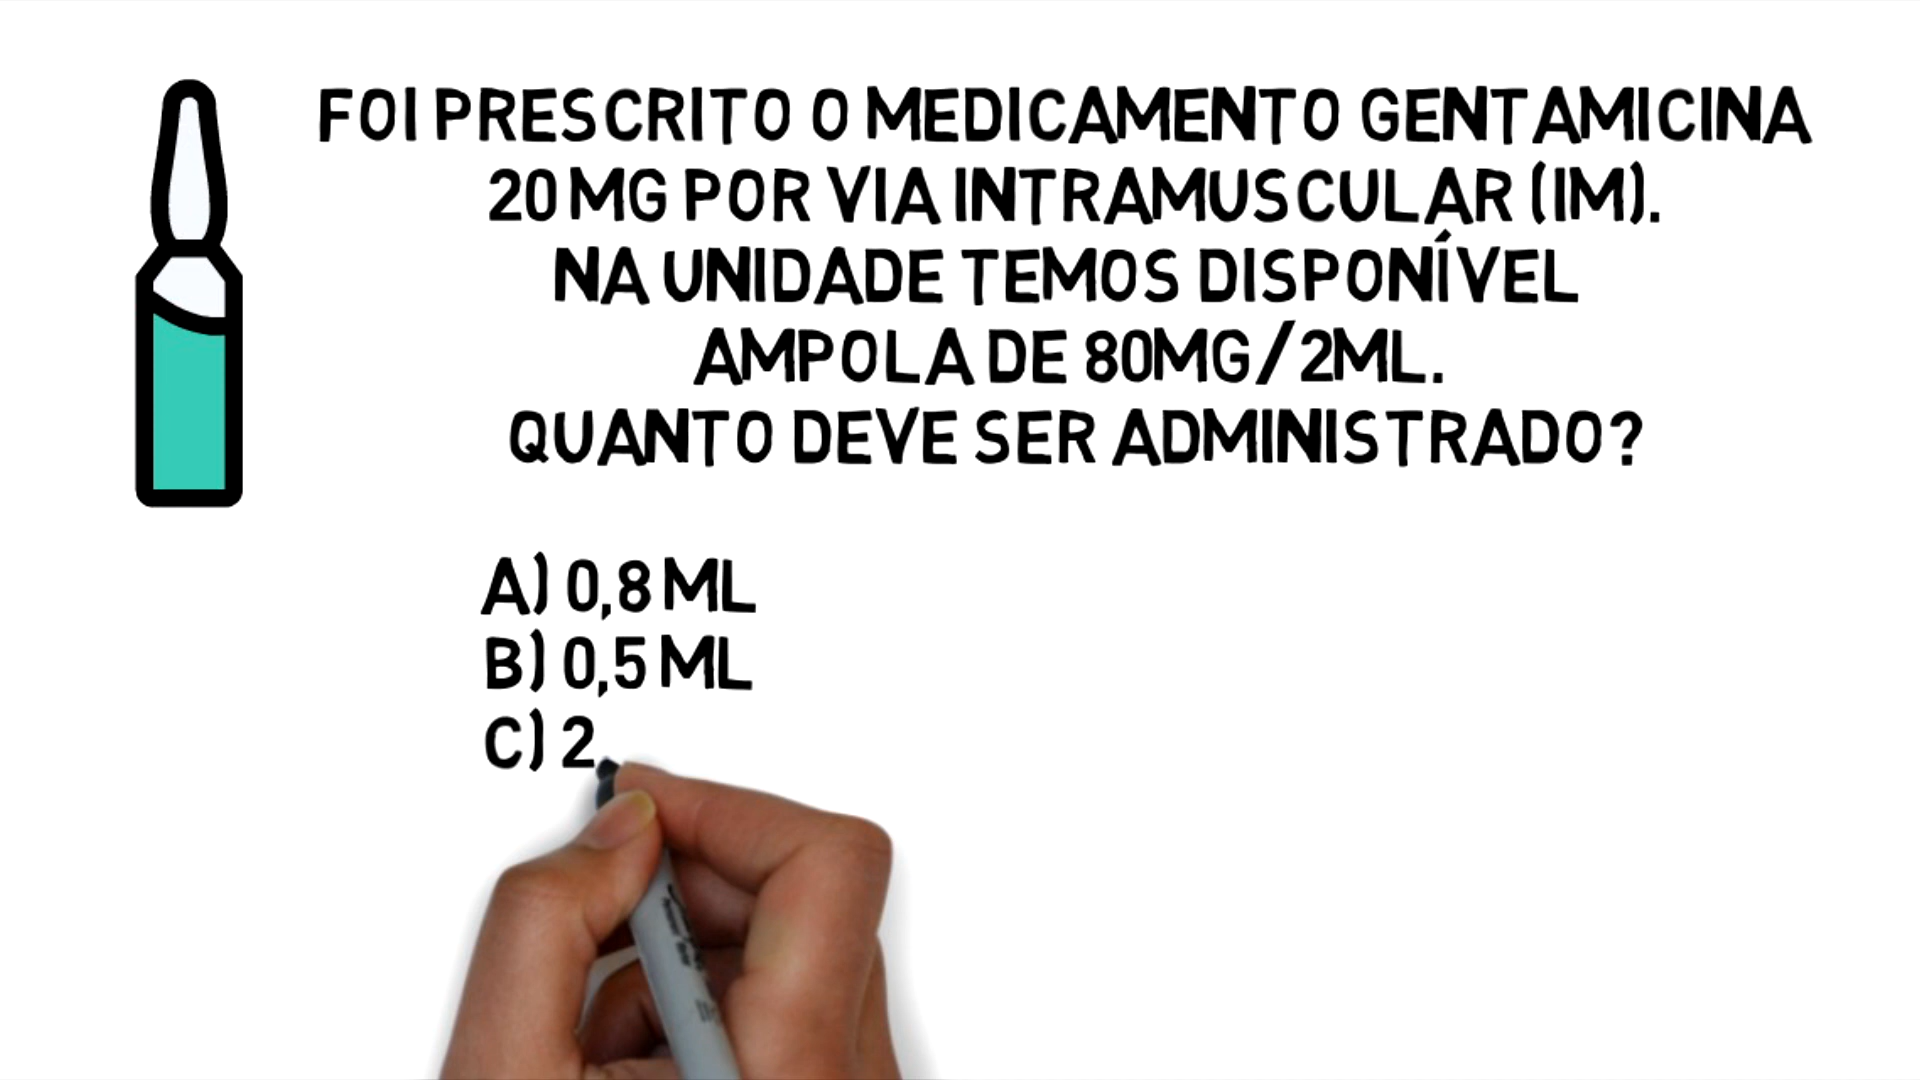 FOI PRESCRITO O MEDICAMENTO GENTAMICINA
20 MG POR VIA INTRAMUSCULAR (IM).
NA UNIDADE TEMOS DISPONÍVEL
AMPOLA DE 80MG/2ML.
QUANTO DEVE SER ADMINISTRADO?
A) 0,8 ML
B) 0,5 ML
C) 2,